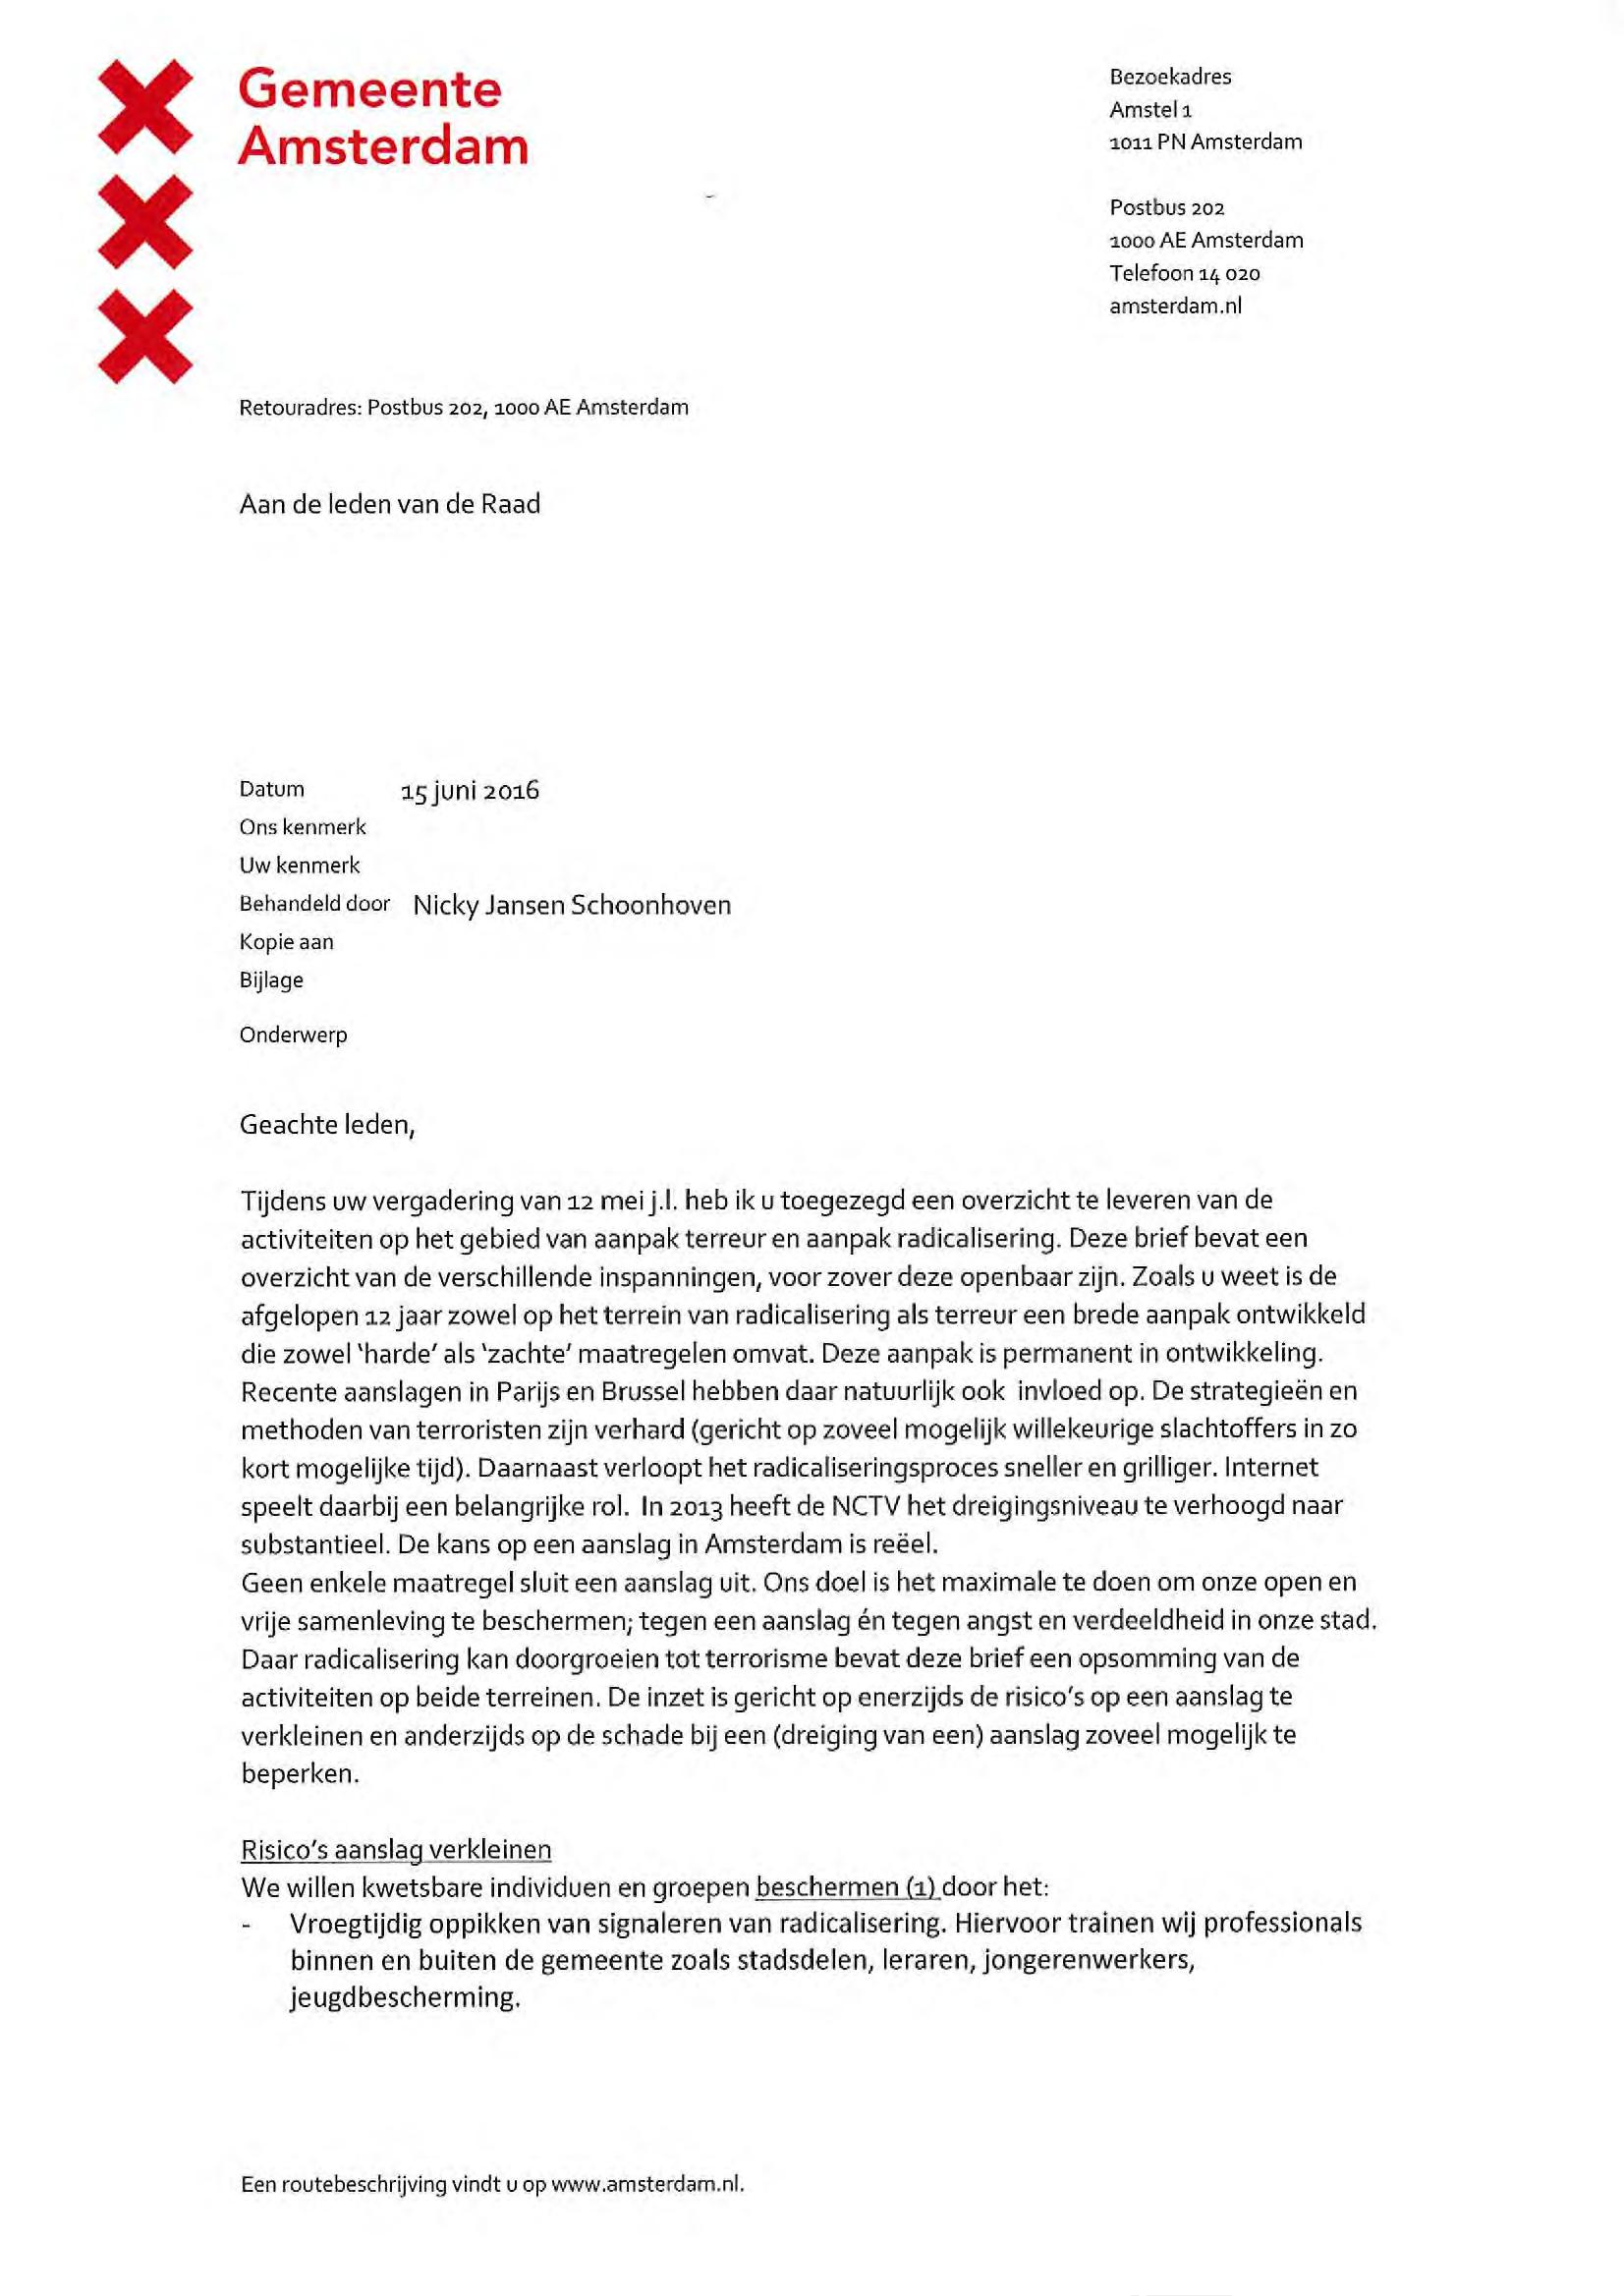 Gemeente
Amsterdam
Bezoekadres
Amstel 1
1011 PN Amsterdam
Postbus 202
1000 AE Amsterdam
Telefoon 14 020
amsterdam.nl
Retouradres: Postbus 202, 1000 AE Amsterdam
Aan de leden van de Raad
Datum 15 juni 2016
Ons kenmerk
Uw kenmerk
Behandeld door Nicky Jansen Schoonhoven
Kopie aan
Bijlage
Onderwerp
Geachte leden,
Tijdens uw vergadering van 12 mei j.l. heb ik u toegezegd een overzicht te leveren van de
activiteiten op het gebied van aanpak terreur en aanpak radicalisering. Deze brief bevat een
overzicht van de verschillende inspanningen, voor zover deze openbaar zijn. Zoals u weet is de
afgelopen 12 jaar zowel op het terrein van radicalisering als terreur een brede aanpak ontwikkeld
die zowel 'harde' als 'zachte' maatregelen omvat. Deze aanpak is permanent in ontwikkeling.
Recente aanslagen in Parijs en Brussel hebben daar natuurlijk ook invloed op. De strategieën en
methoden van terroristen zijn verhard (gericht op zoveel mogelijk willekeurige slachtoffers in zo
kort mogelijke tijd). Daarnaast verloopt het radicaliseringsproces sneller en grilliger. Internet
speelt daarbij een belangrijke rol. In 2013 heeft de NCTV het dreigingsniveau te verhoogd naar
substantieel. De kans op een aanslag in Amsterdam is reëel.
Geen enkele maatregel sluit een aanslag uit. Ons doel is het maximale te doen om onze open en
vrije samenleving te beschermen; tegen een aanslag én tegen angst en verdeeldheid in onze stad.
Daar radicalisering kan doorgroeien tot terrorisme bevat deze brief een opsomming van de
activiteiten op beide terreinen. De inzet is gericht op enerzijds de risico's op een aanslag te
verkleinen en anderzijds op de schade bij een (dreiging van een) aanslag zoveel mogelijk te
beperken.
Risico's aanslag verkleinen
We willen kwetsbare individuen en groepen beschermen (1) door het:
- Vroegtijdig oppikken van signaleren van radicalisering. Hiervoor trainen wij professionals
binnen en buiten de gemeente zoals stadsdelen, leraren, jongerenwerkers,
jeugdbescherming.
Een routebeschrijving vindt u op www.amsterdam.nl.